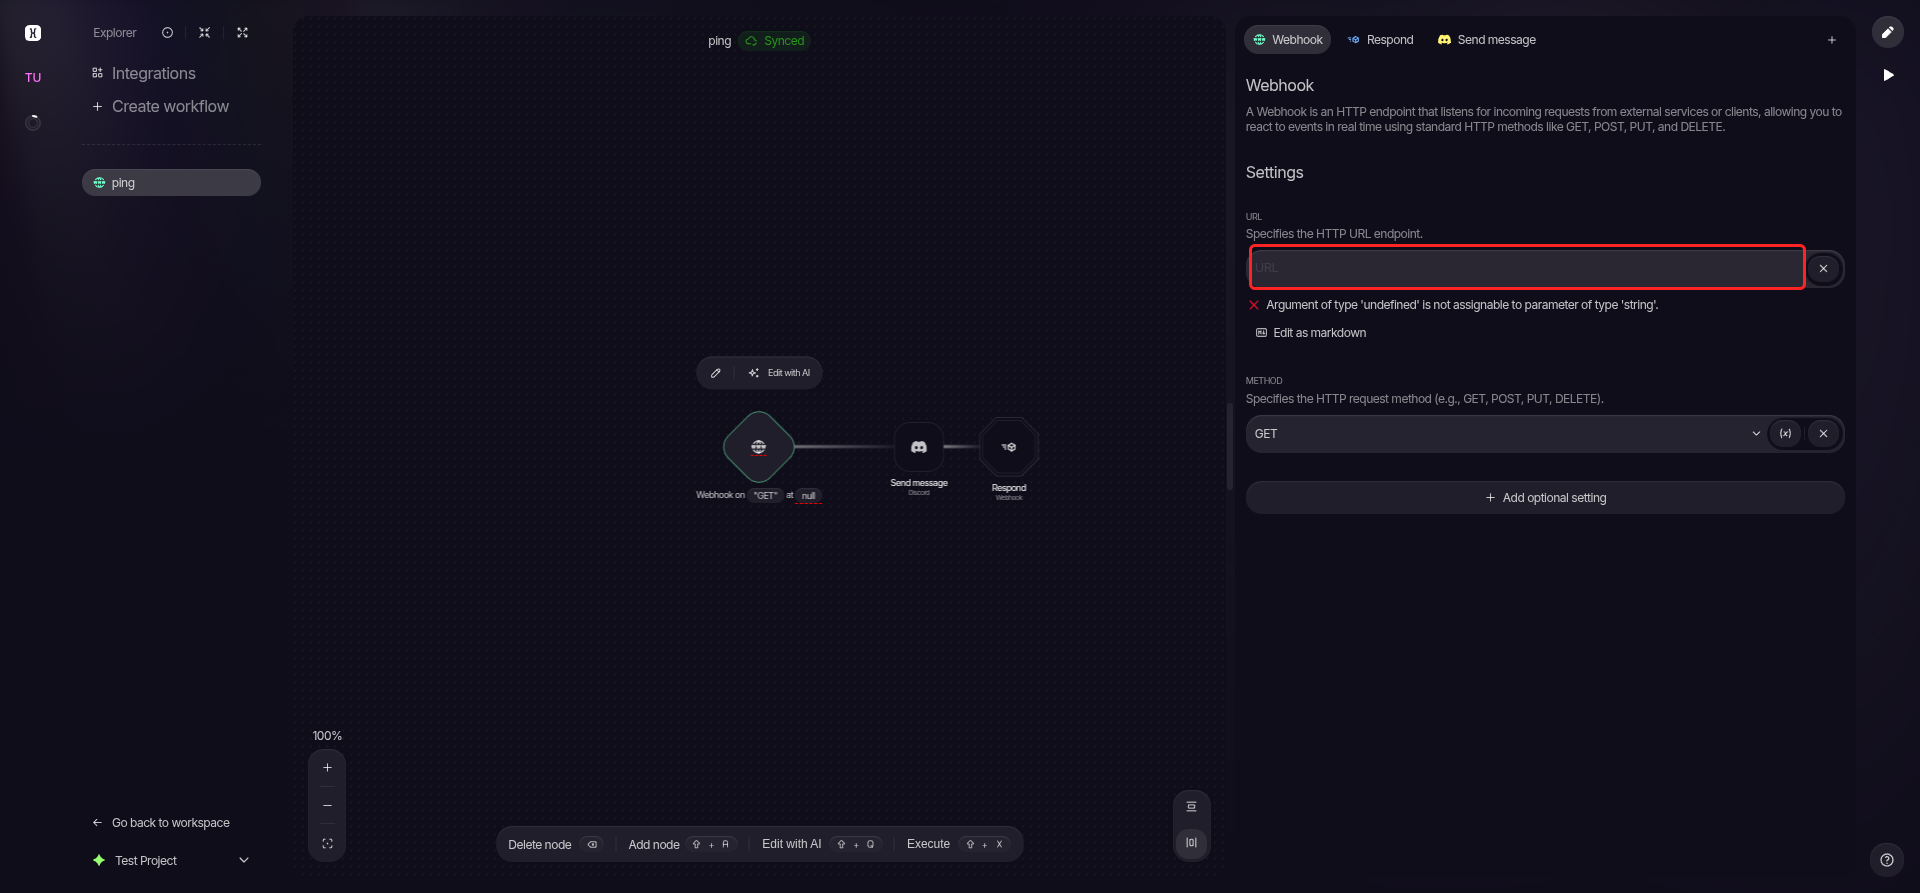 Explorer
TU
Integrations
Create workflow
ping
ping Synced
Edit with AI
Webhook on "GET" at null
Send message
Discord
Respond
Webhook
100%
Delete node
Add node + A
Edit with AI + Q
Execute + X
Go back to workspace
Test Project
Webhook Respond Send message
Webhook
A Webhook is an HTTP endpoint that listens for incoming requests from external services or clients, allowing you to
react to events in real time using standard HTTP methods like GET, POST, PUT, and DELETE.
Settings
URL
Specifies the HTTP URL endpoint.
URL
Argument of type 'undefined' is not assignable to parameter of type 'string'.
Edit as markdown
METHOD
Specifies the HTTP request method (e.g., GET, POST, PUT, DELETE).
GET (x)
Add optional setting